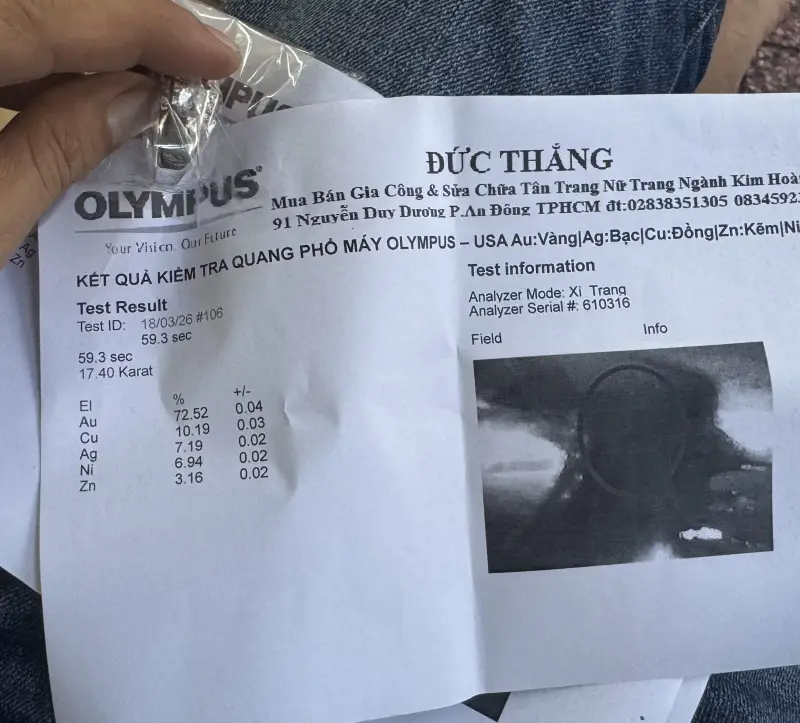 OLYMPUS
Your Vision, Our Future
ĐỨC THẮNG
Mua Bán Gia Công & Sửa Chữa Tân Trang Nữ Trang Ngành Kim Hoà
91 Nguyễn Duy Dương P.An Đông TPHCM đt:02838351305 08345923
KẾT QUẢ KIỂM TRA QUANG PHỔ MÁY OLYMPUS – USA Au:Vàng|Ag:Bạc|Cu:Đồng|Zn:Kẽm|Ni
Test Result
Test ID: 18/03/26 #106
59.3 sec
59.3 sec
17.40 Karat
El % +/-
Au 72.52 0.04
Cu 10.19 0.03
Ag 7.19 0.02
Ni 6.94 0.02
Zn 3.16 0.02
Test information
Analyzer Mode: Xi Trang
Analyzer Serial #: 610316
Field Info
Ag
Zn